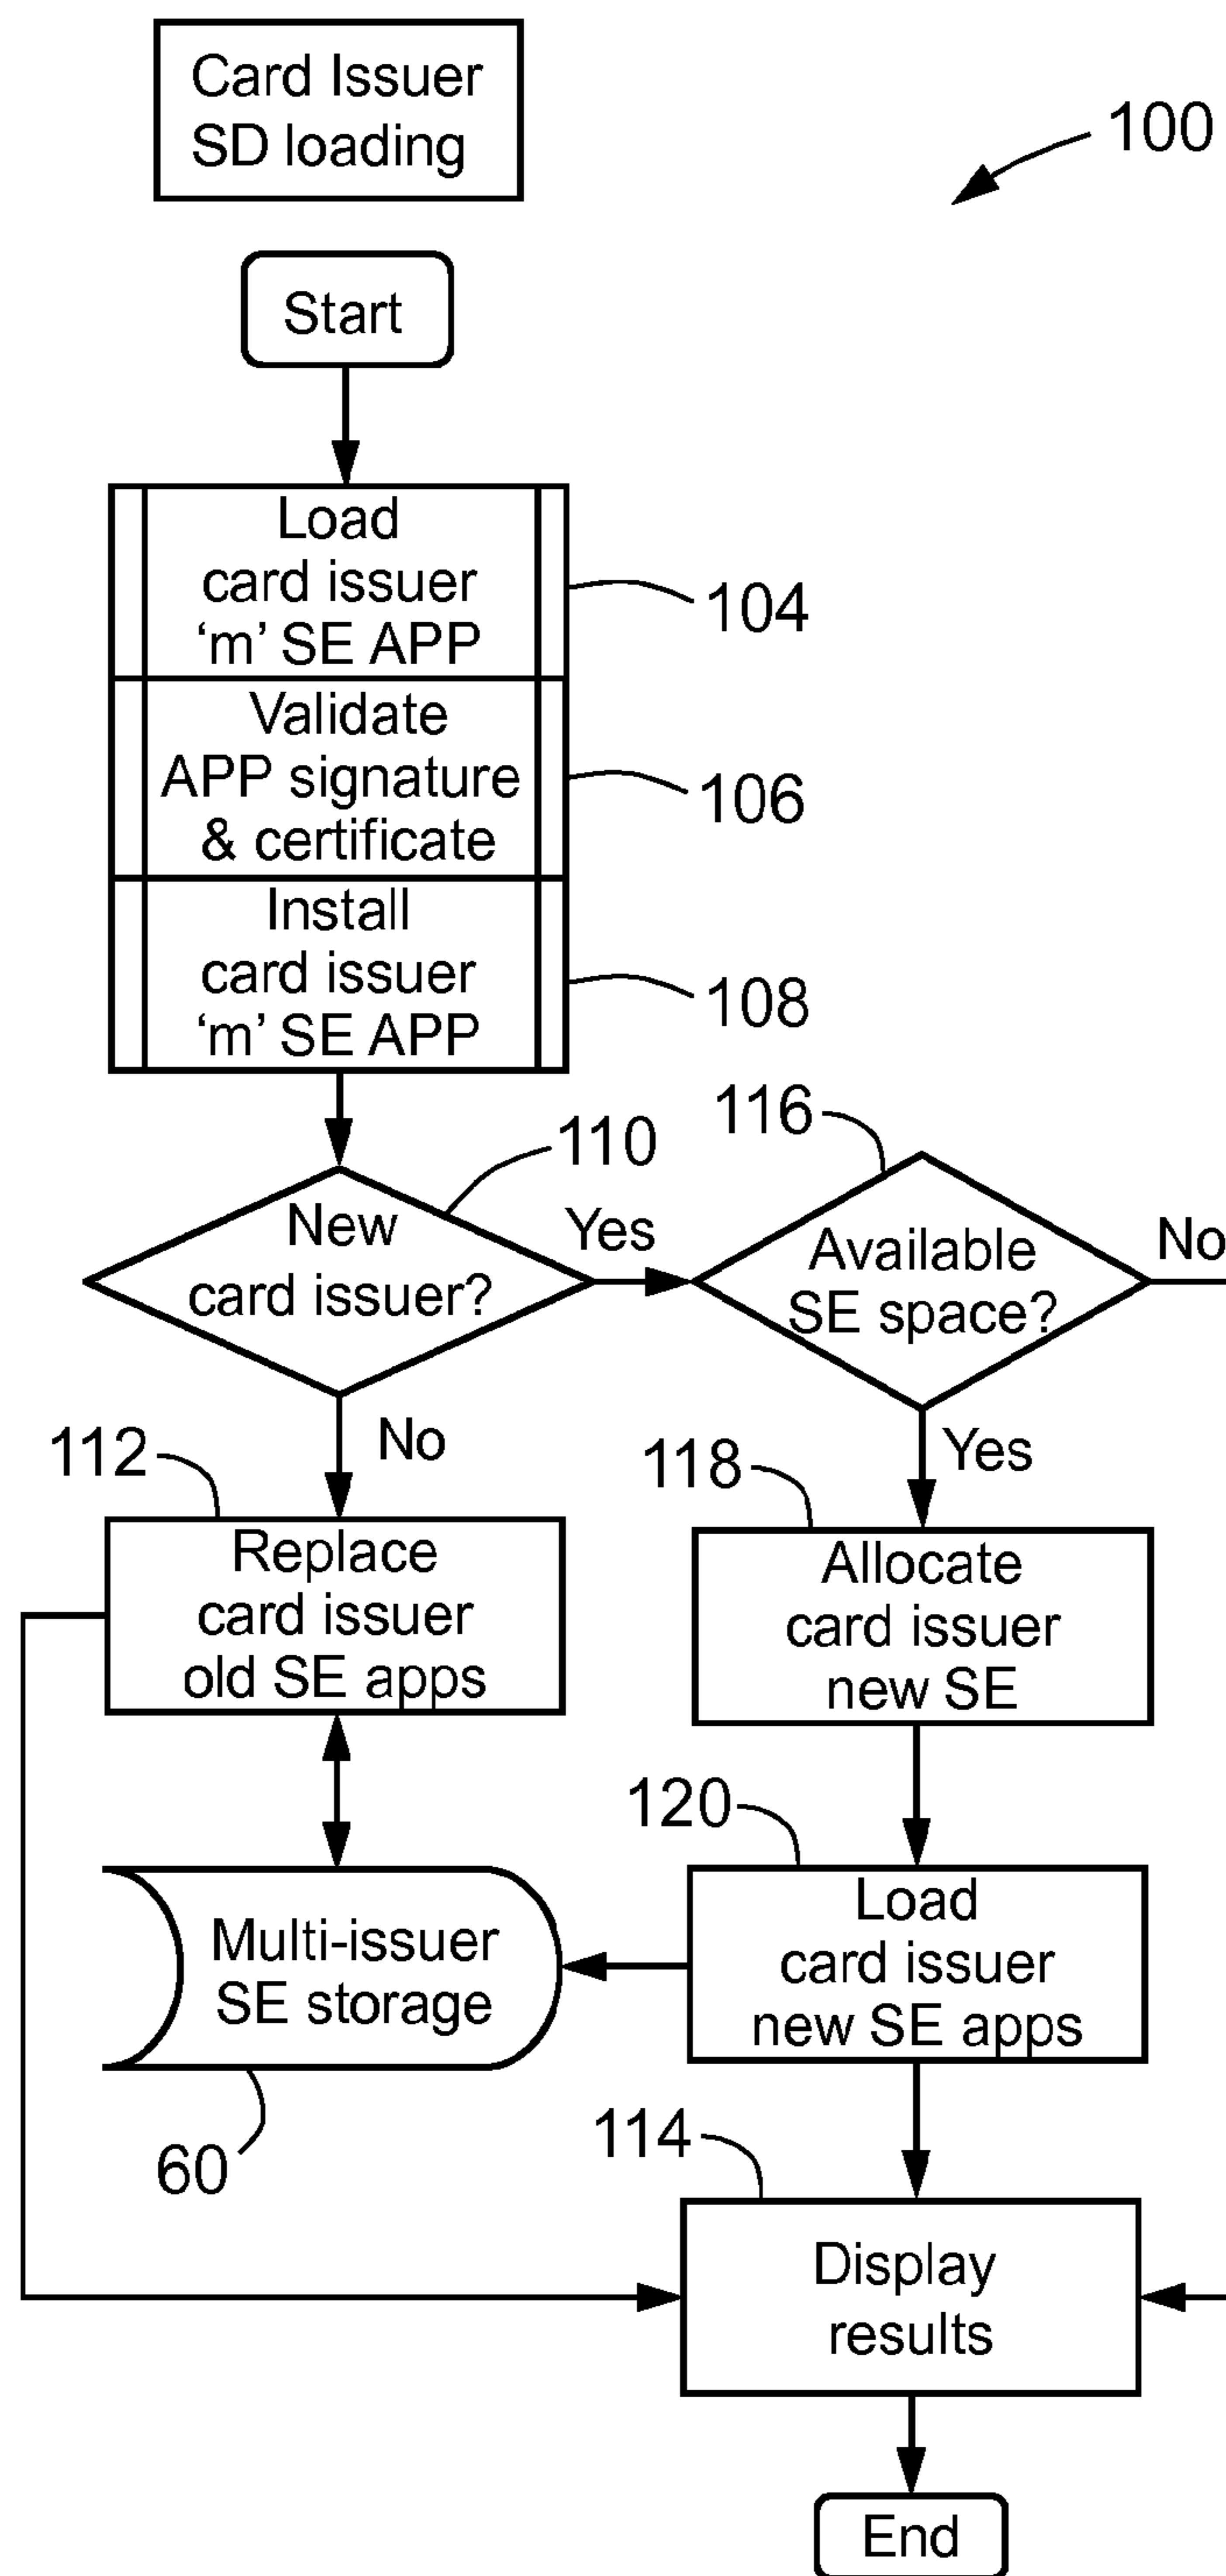 Card Issuer
SD loading
100
Start
Load
card issuer
‘m’ SE APP
104
Validate
APP signature
& certificate
106
Install
card issuer
‘m’ SE APP
108
110
116
New
card issuer?
Yes
Available
SE space?
No
No
Yes
112
118
Replace
card issuer
old SE apps
Allocate
card issuer
new SE
120
Multi-issuer
SE storage
Load
card issuer
new SE apps
60
114
Display
results
End